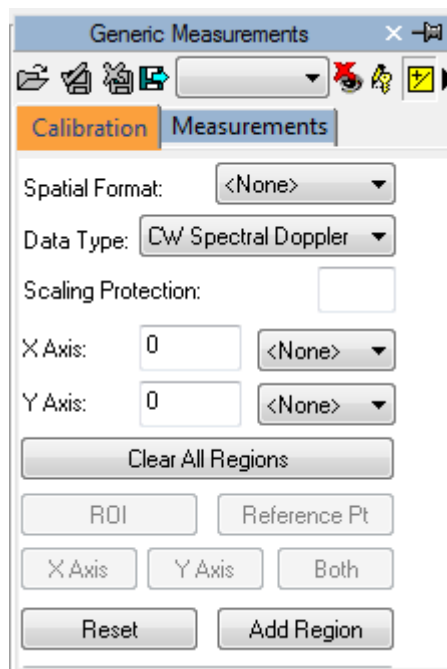 Generic Measurements
Calibration Measurements
Spatial Format: <None>
Data Type: CW Spectral Doppler
Scaling Protection:
X Axis: 0 <None>
Y Axis: 0 <None>
Clear All Regions
ROI Reference Pt
X Axis Y Axis Both
Reset Add Region